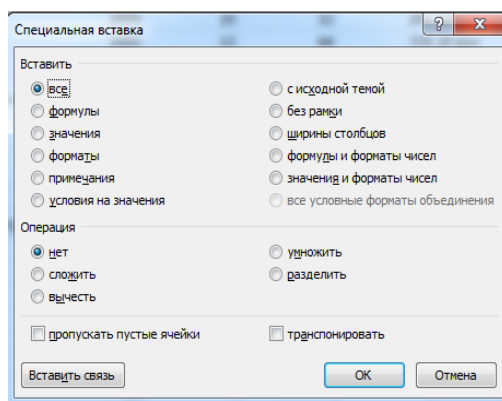 Специальная вставка
Вставить
все
с исходной темой
формулы
без рамки
значения
ширины столбцов
форматы
формулы и форматы чисел
примечания
значения и форматы чисел
условия на значения
все условные форматы объединения
Операция
нет
умножить
сложить
разделить
вычесть
пропускать пустые ячейки
транспонировать
Вставить связь
ОК
Отмена